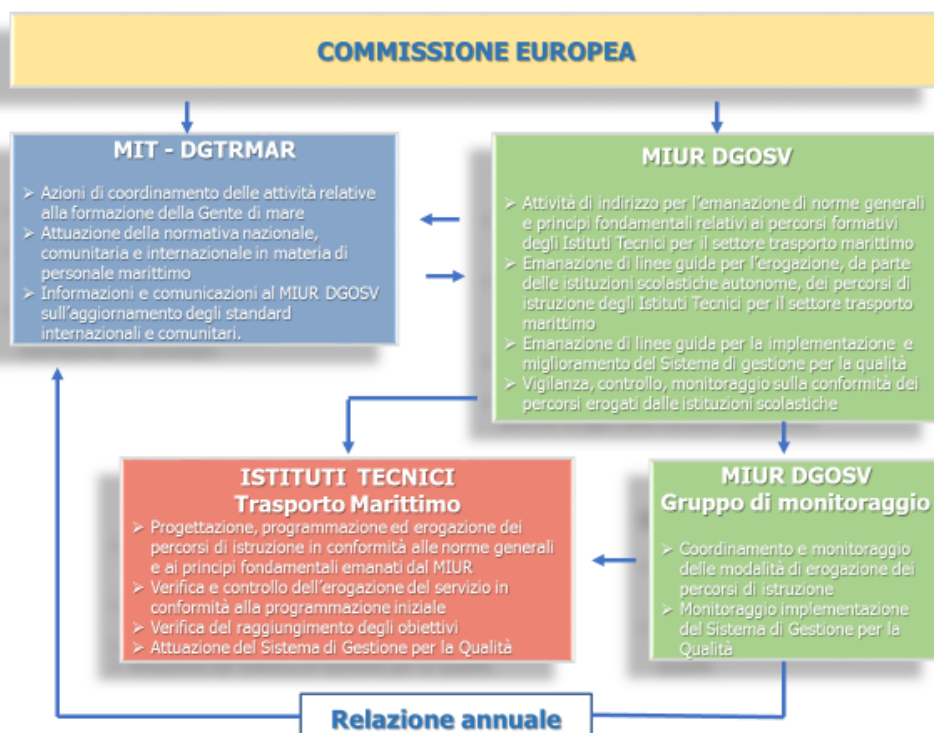 COMMISSIONE EUROPEA
MIT - DGTRMAR
➢ Azioni di coordinamento delle attività relative
alla formazione della Gente di mare
➢ Attuazione della normativa nazionale,
comunitaria e internazionale in materia di
personale marittimo
➢ Informazioni e comunicazioni al MIUR DGOSV
sull'aggiornamento degli standard
internazionali e comunitari.
MIUR DGOSV
➢ Attività di indirizzo per l'emanazione di norme generali
e principi fondamentali relativi ai percorsi formativi
degli Istituti Tecnici per il settore trasporto marittimo
➢ Emanazione di linee guida per l'erogazione, da parte
delle istituzioni scolastiche autonome, dei percorsi di
istruzione degli Istituti Tecnici per il settore trasporto
marittimo
➢ Emanazione di linee guida per la implementazione e
miglioramento del Sistema di gestione per la qualità
➢ Vigilanza, controllo, monitoraggio sulla conformità dei
percorsi erogati dalle istituzioni scolastiche
ISTITUTI TECNICI
Trasporto Marittimo
➢ Progettazione, programmazione ed erogazione dei
percorsi di istruzione in conformità alle norme generali
e ai principi fondamentali emanati dal MIUR
➢ Verifica e controllo dell'erogazione del servizio in
conformità alla programmazione iniziale
➢ Verifica del raggiungimento degli obiettivi
➢ Attuazione del Sistema di Gestione per la Qualità
MIUR DGOSV
Gruppo di monitoraggio
➢ Coordinamento e monitoraggio
delle modalità di erogazione dei
percorsi di istruzione
➢ Monitoraggio implementazione
del Sistema di Gestione per la
Qualità
Relazione annuale